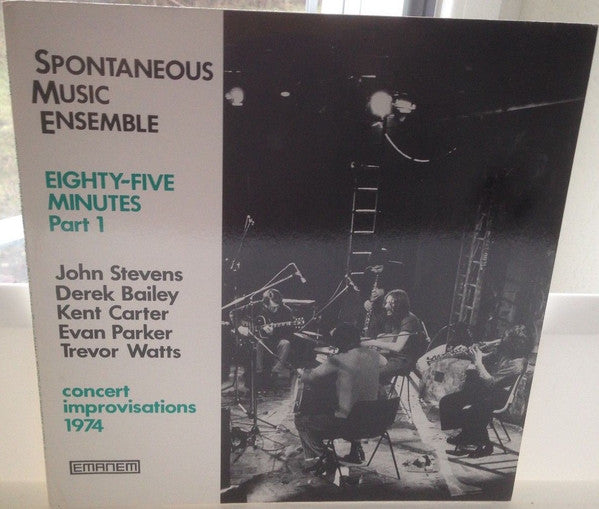 SPONTANEOUS
MUSIC
ENSEMBLE
EIGHTY-FIVE
MINUTES
Part 1
John Stevens
Derek Bailey
Kent Carter
Evan Parker
Trevor Watts
concert
improvisations
1974
EMANEM